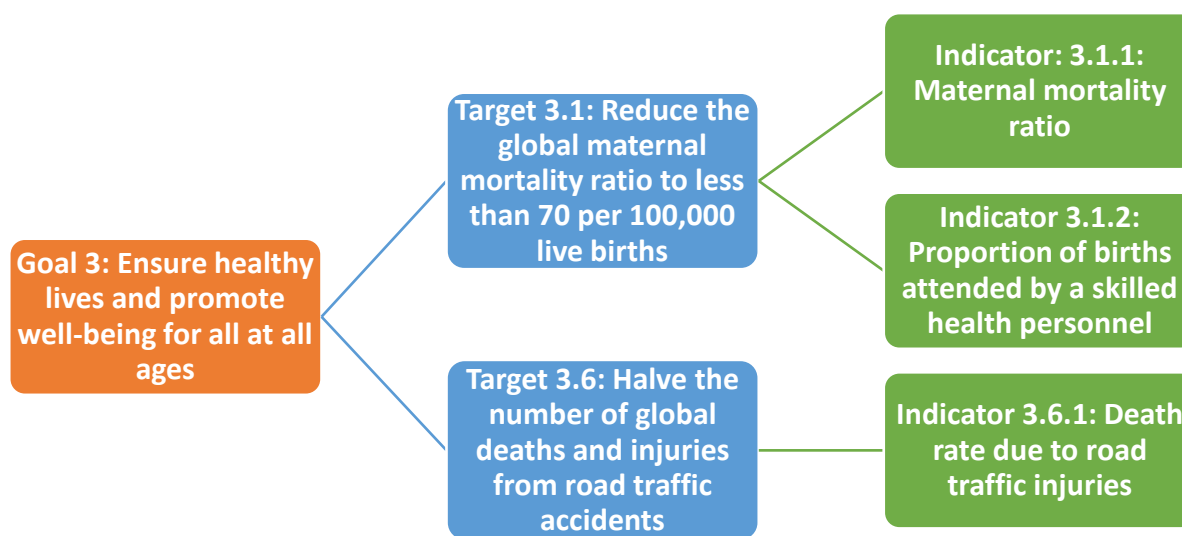 Goal 3: Ensure healthy
lives and promote
well-being for all at all
ages
Target 3.1: Reduce the
global maternal
mortality ratio to less
than 70 per 100,000
live births
Target 3.6: Halve the
number of global
deaths and injuries
from road traffic
accidents
Indicator: 3.1.1:
Maternal mortality
ratio
Indicator 3.1.2:
Proportion of births
attended by a skilled
health personnel
Indicator 3.6.1: Death
rate due to road
traffic injuries